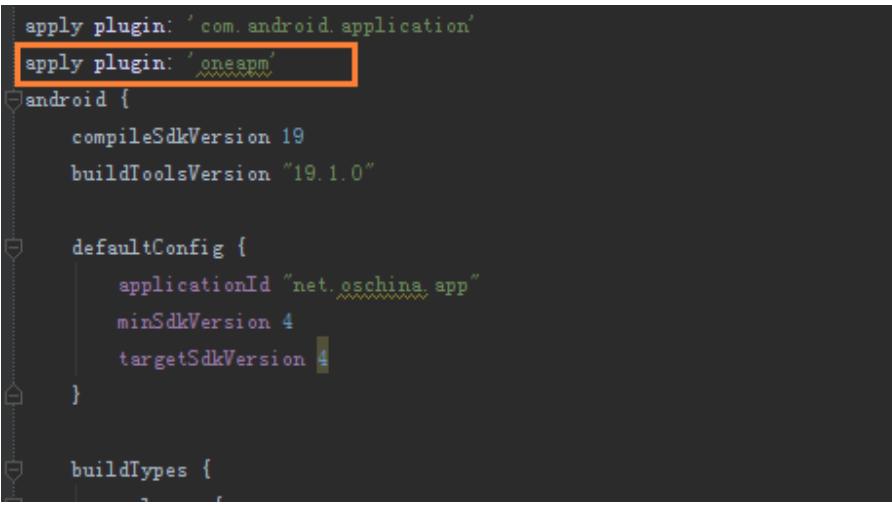 apply plugin: 'com.android.application'
apply plugin: 'oneapm'
android {
compileSdkVersion 19
buildToolsVersion "19.1.0"
defaultConfig {
applicationId "net.oschina.app"
minSdkVersion 4
targetSdkVersion 4
}
buildTypes {